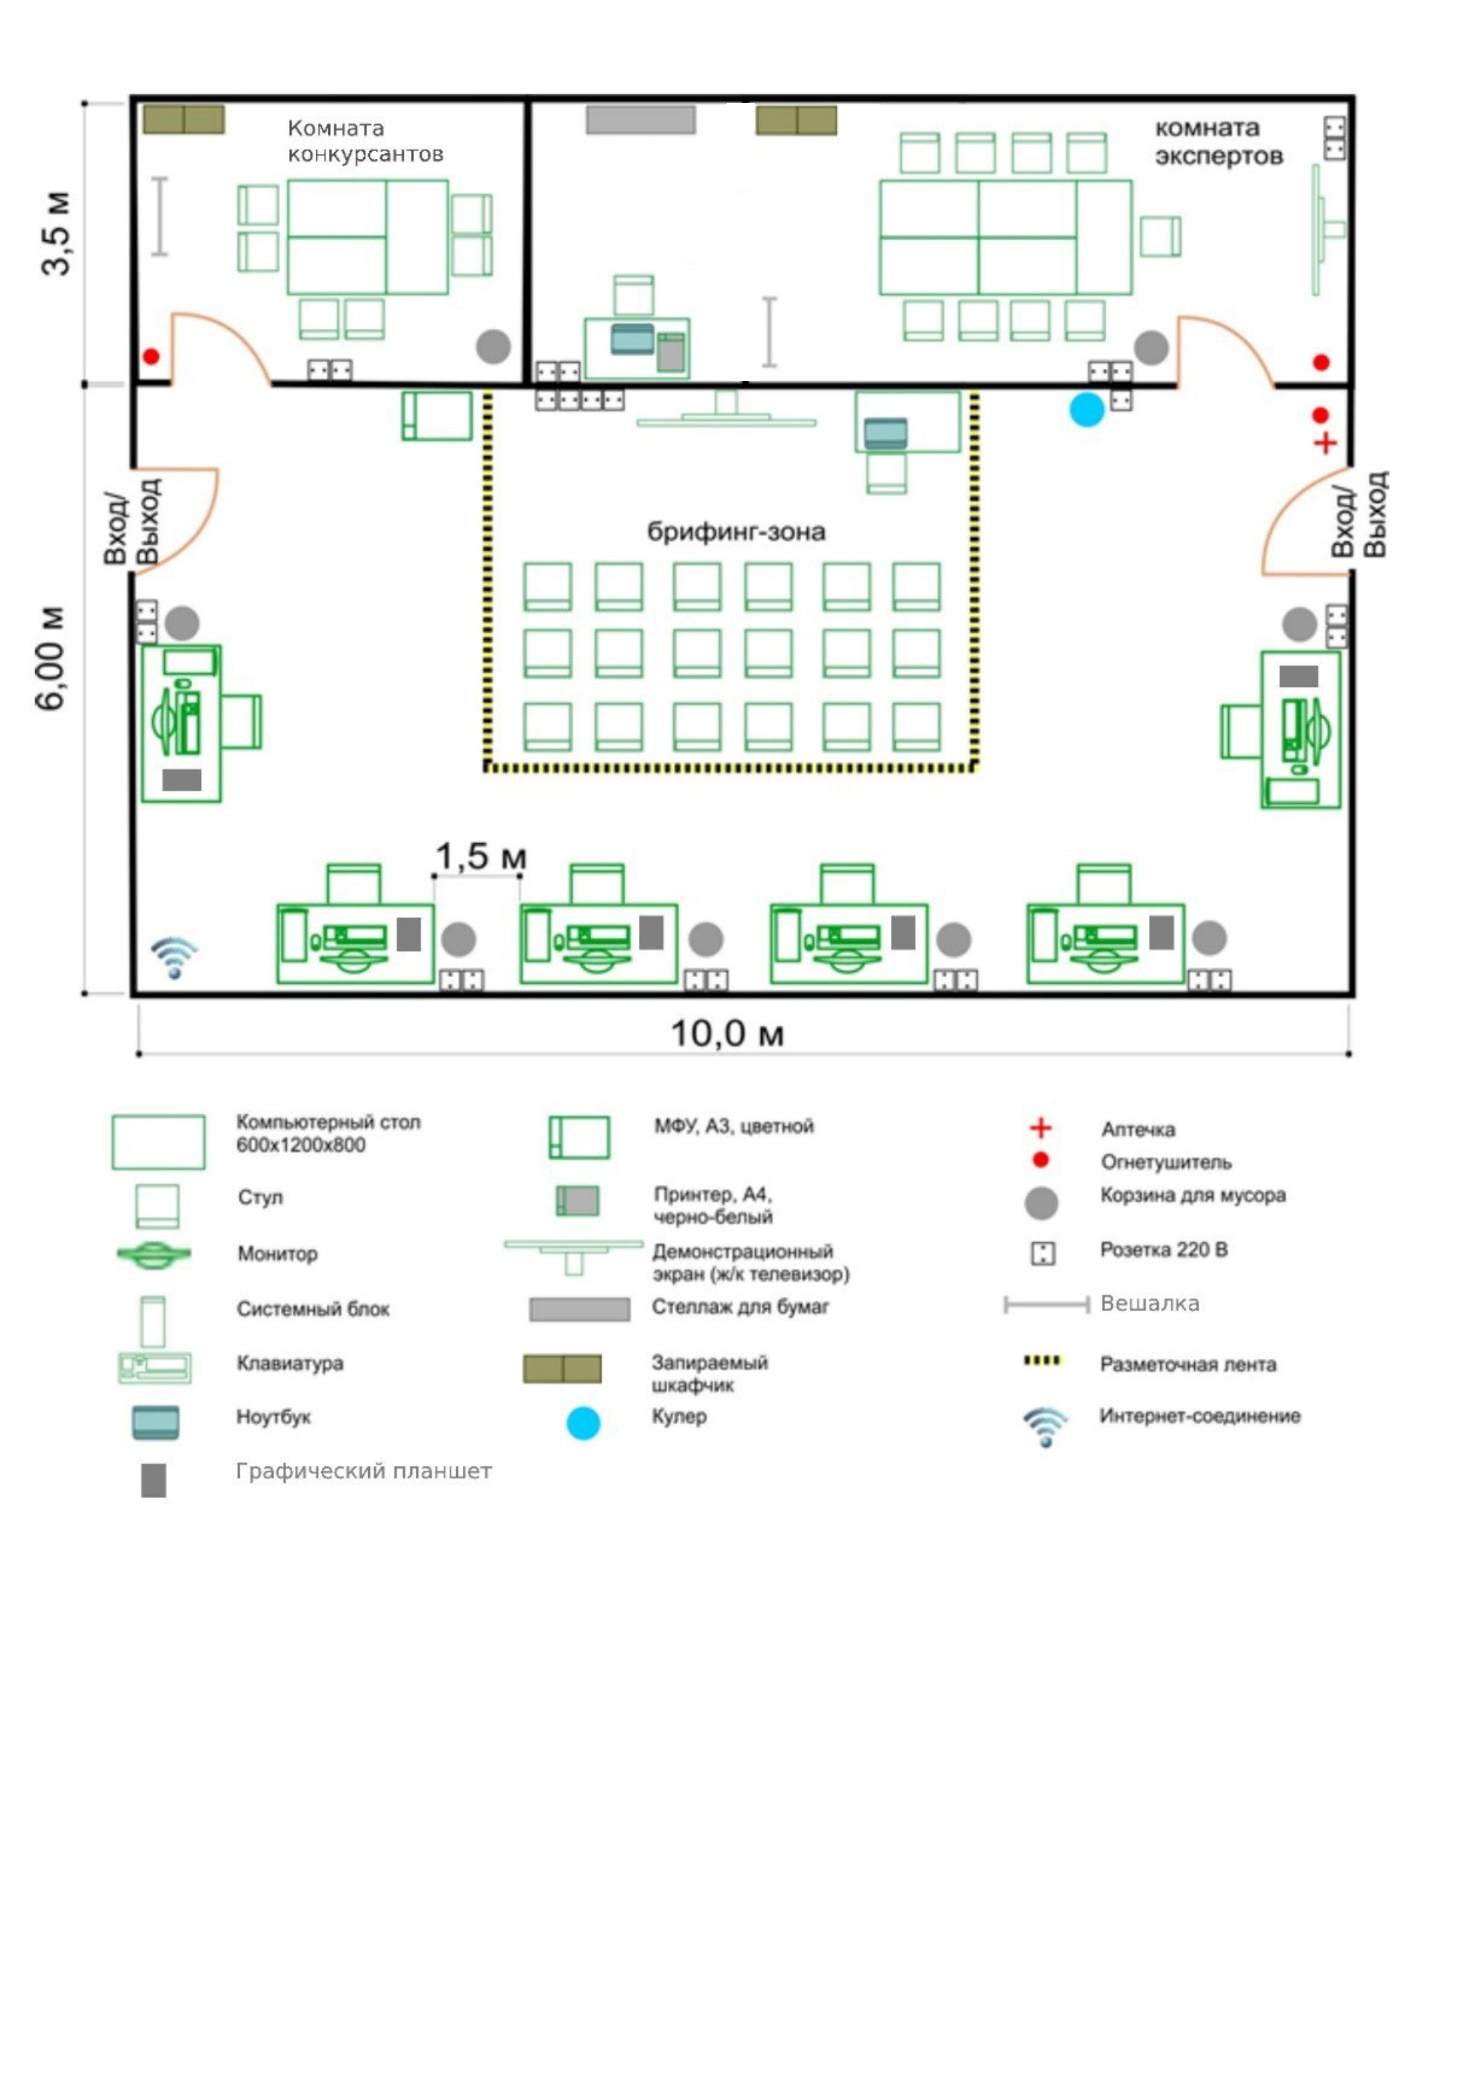 Комната
конкурсантов
комната
экспертов
3,5 м
Вход/
Выход
Вход/
Выход
брифинг-зона
6,00 м
1,5 м
10,0 м
Компьютерный стол
600х1200х800
Стул
Монитор
Системный блок
Клавиатура
Ноутбук
Графический планшет
МФУ, А3, цветной
Принтер, А4,
черно-белый
Демонстрационный
экран (ж/к телевизор)
Стеллаж для бумаг
Запираемый
шкафчик
Кулер
Аптечка
Огнетушитель
Корзина для мусора
Розетка 220 В
Вешалка
Разметочная лента
Интернет-соединение